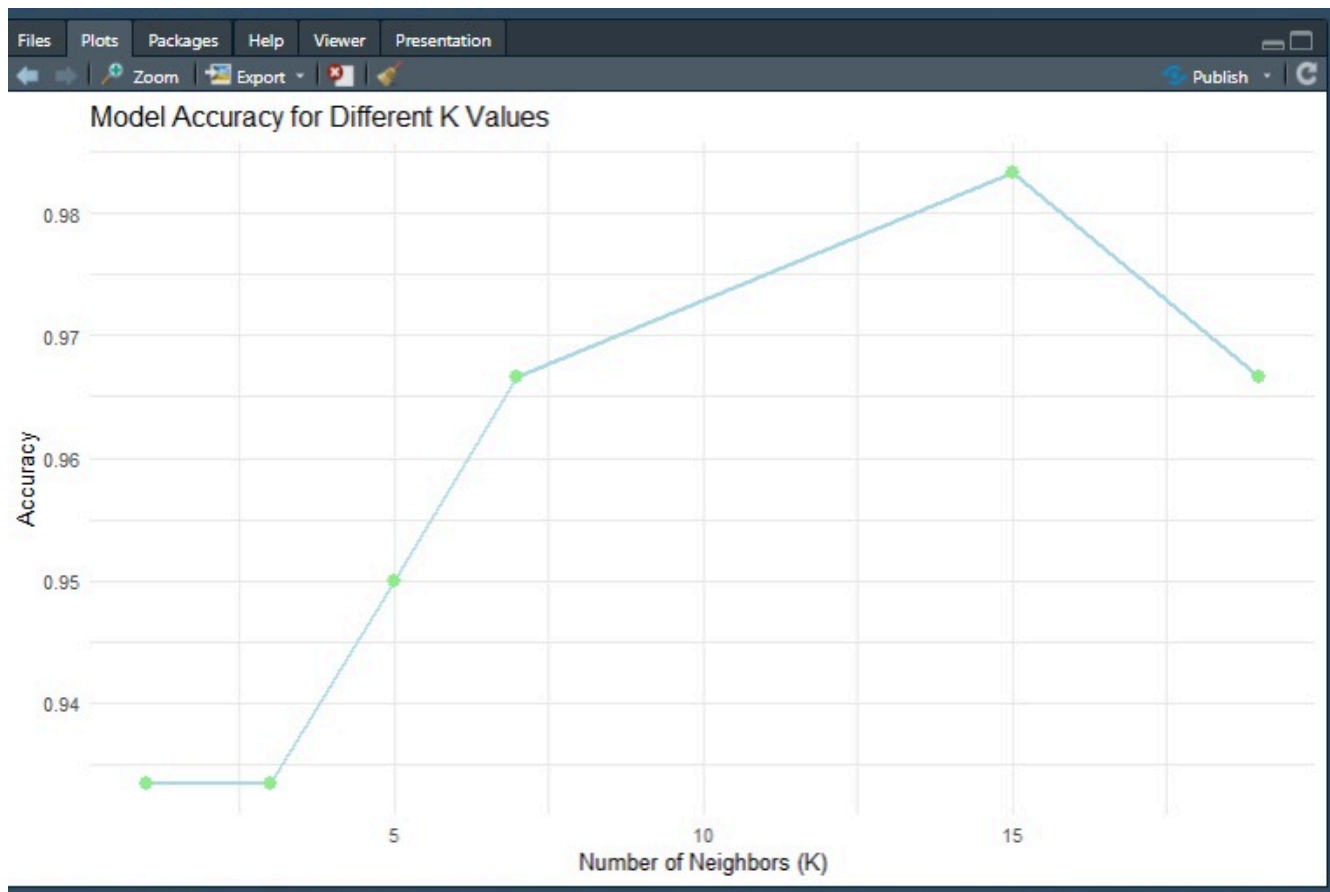 Files Plots Packages Help Viewer Presentation
Zoom Export Publish
Model Accuracy for Different K Values
0.98
0.97
0.96
0.95
0.94
Accuracy
5 10 15
Number of Neighbors (K)